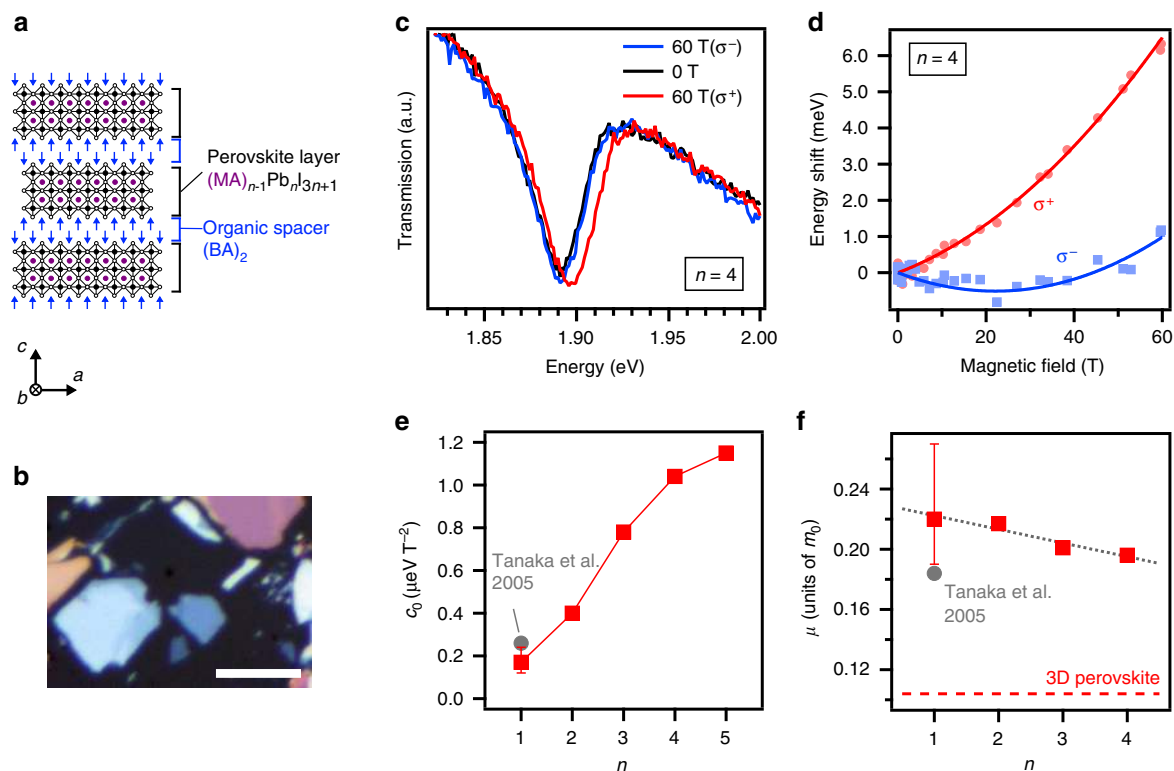 a
Perovskite layer
(MA)n-1PbnI3n+1
Organic spacer
(BA)2
c
a
b
b
c
60 T(σ−)
0 T
60 T(σ+)
Transmission (a.u.)
n = 4
1.85
1.90
1.95
2.00
Energy (eV)
d
n = 4
6.0
5.0
4.0
3.0
2.0
1.0
0
Energy shift (meV)
σ+
σ−
0
20
40
60
Magnetic field (T)
e
1.2
1.0
0.8
0.6
0.4
0.2
0.0
c0 (μeV T−2)
Tanaka et al.
2005
1
2
3
4
5
n
f
0.24
0.20
0.16
0.12
μ (units of m0)
Tanaka et al.
2005
3D perovskite
1
2
3
4
n